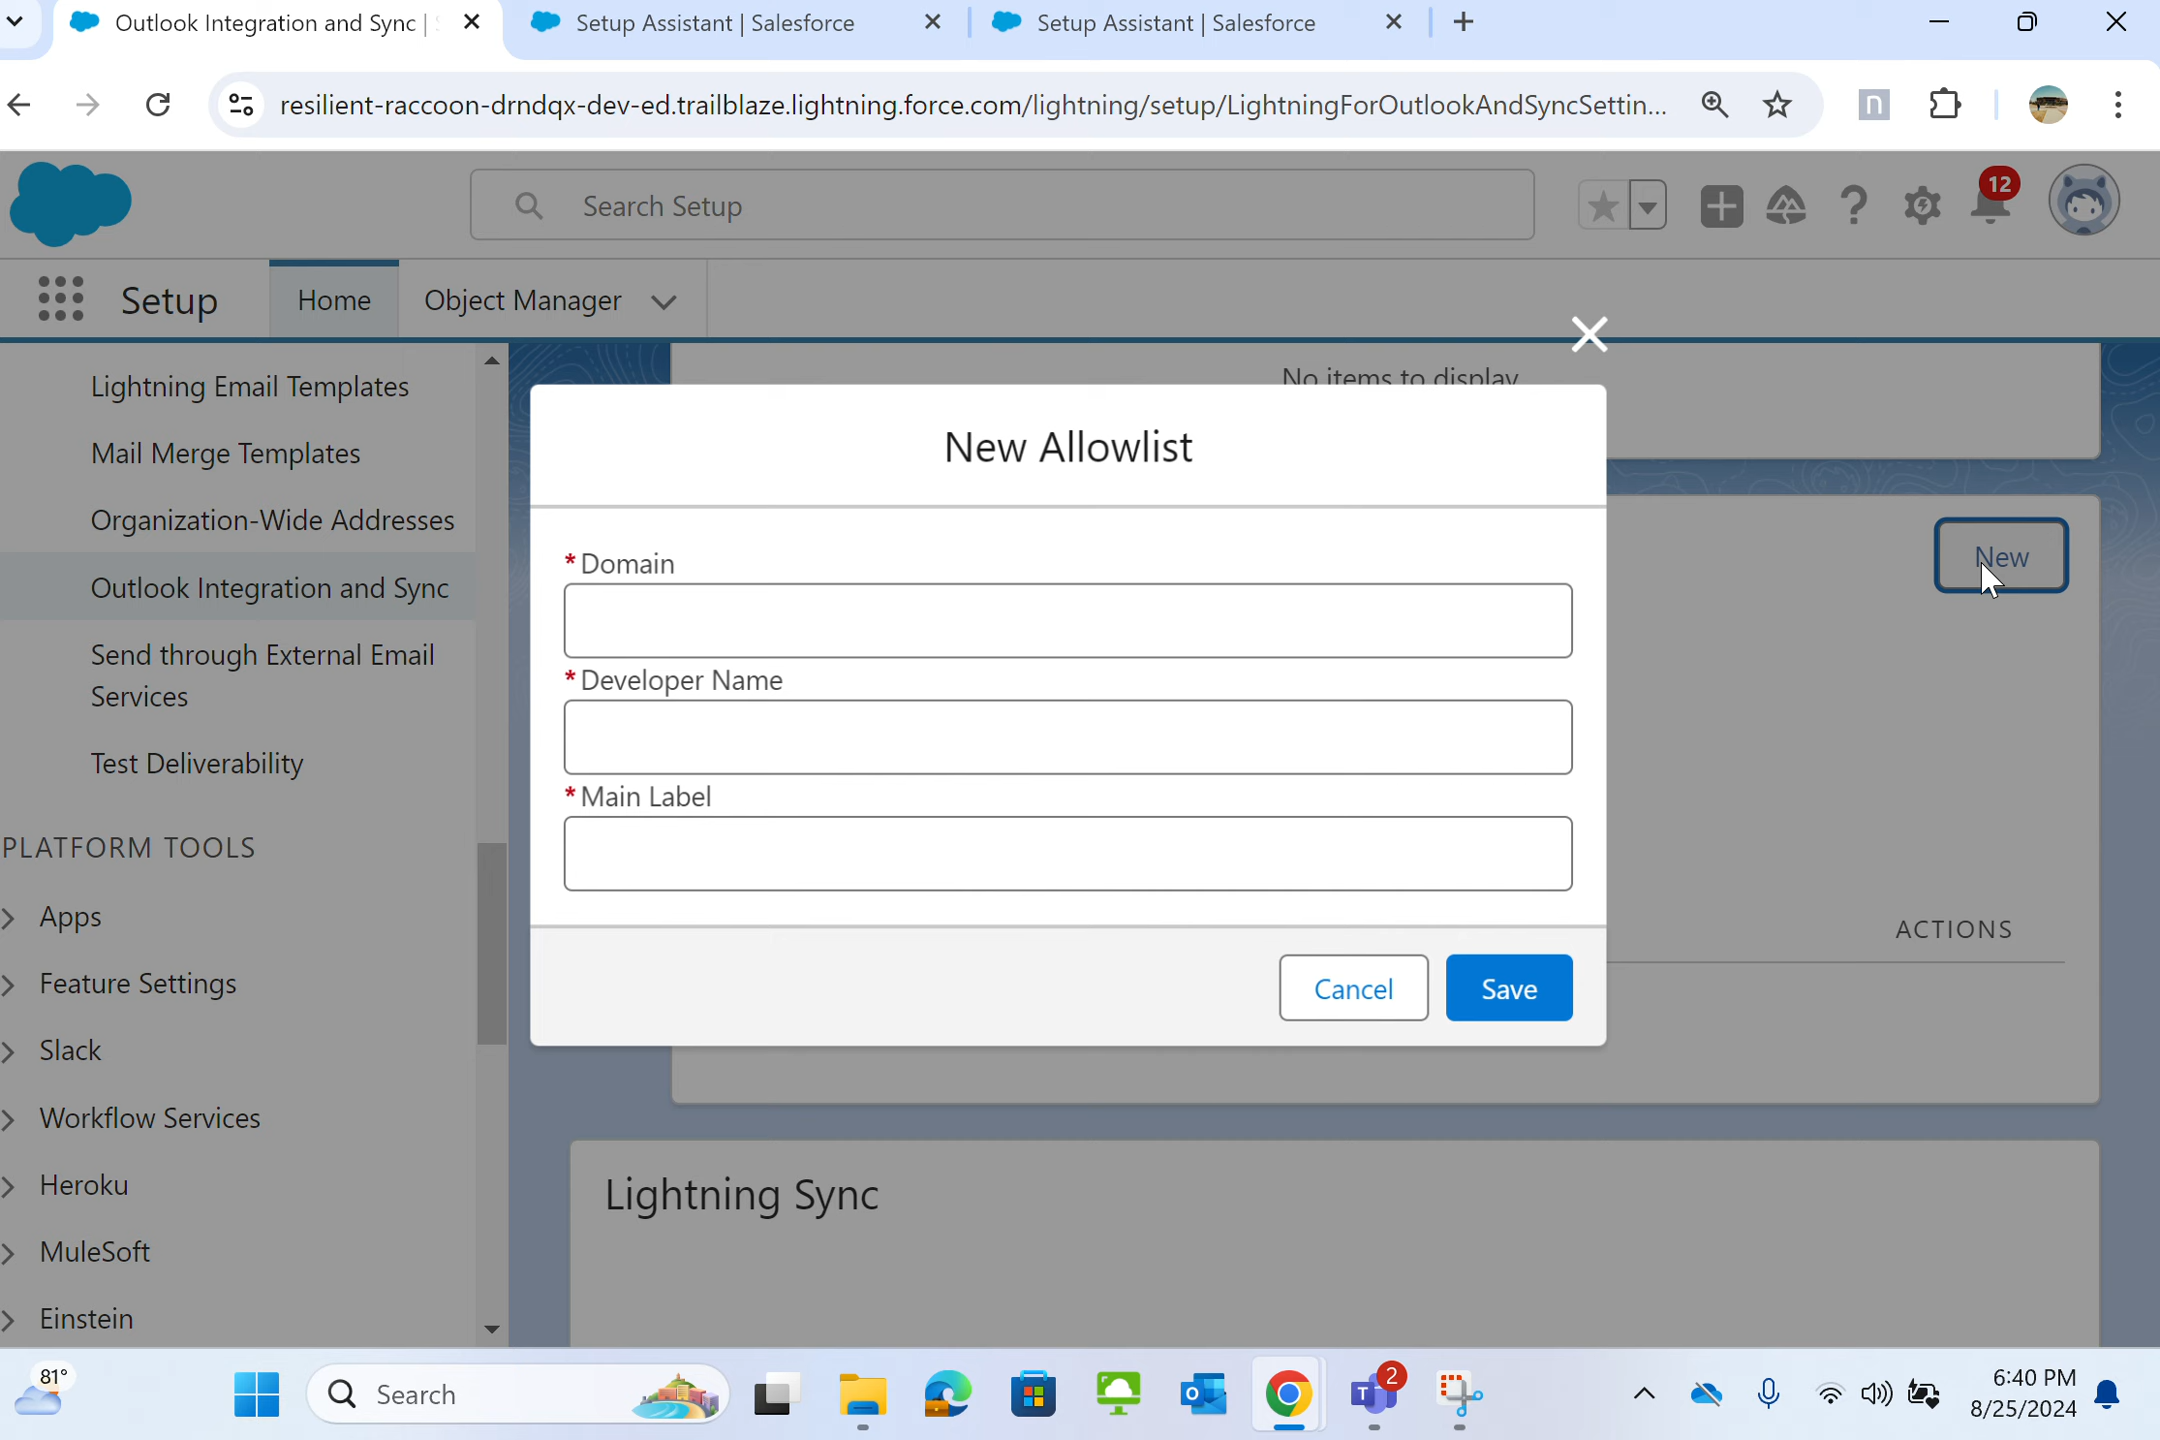 Outlook Integration and Sync |
Setup Assistant | Salesforce
Setup Assistant | Salesforce
resilient-raccoon-drndqx-dev-ed.trailblaze.lightning.force.com/lightning/setup/LightningForOutlookAndSyncSettin...
n
Search Setup
12
Setup
Home
Object Manager
Lightning Email Templates
Mail Merge Templates
Organization-Wide Addresses
Outlook Integration and Sync
Send through External Email
Services
Test Deliverability
PLATFORM TOOLS
Apps
Feature Settings
Slack
Workflow Services
Heroku
MuleSoft
Einstein
No items to display
New
ACTIONS
New Allowlist
*Domain
*Developer Name
*Main Label
Cancel
Save
Lightning Sync
81°
Search
2
6:40 PM
8/25/2024